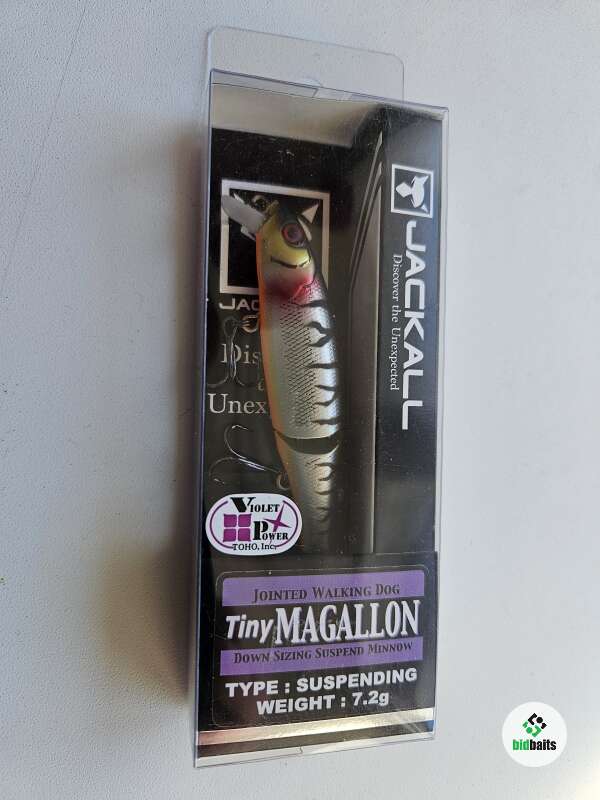 JACKALL
Discover the Unexpected
JAC
Dis
Unex
VIOLET
POWER
TOHO, Inc.
JOINTED WALKING DOG
Tiny MAGALLON
DOWN SIZING SUSPEND MINNOW
TYPE : SUSPENDING
WEIGHT : 7.2g
bidbaits